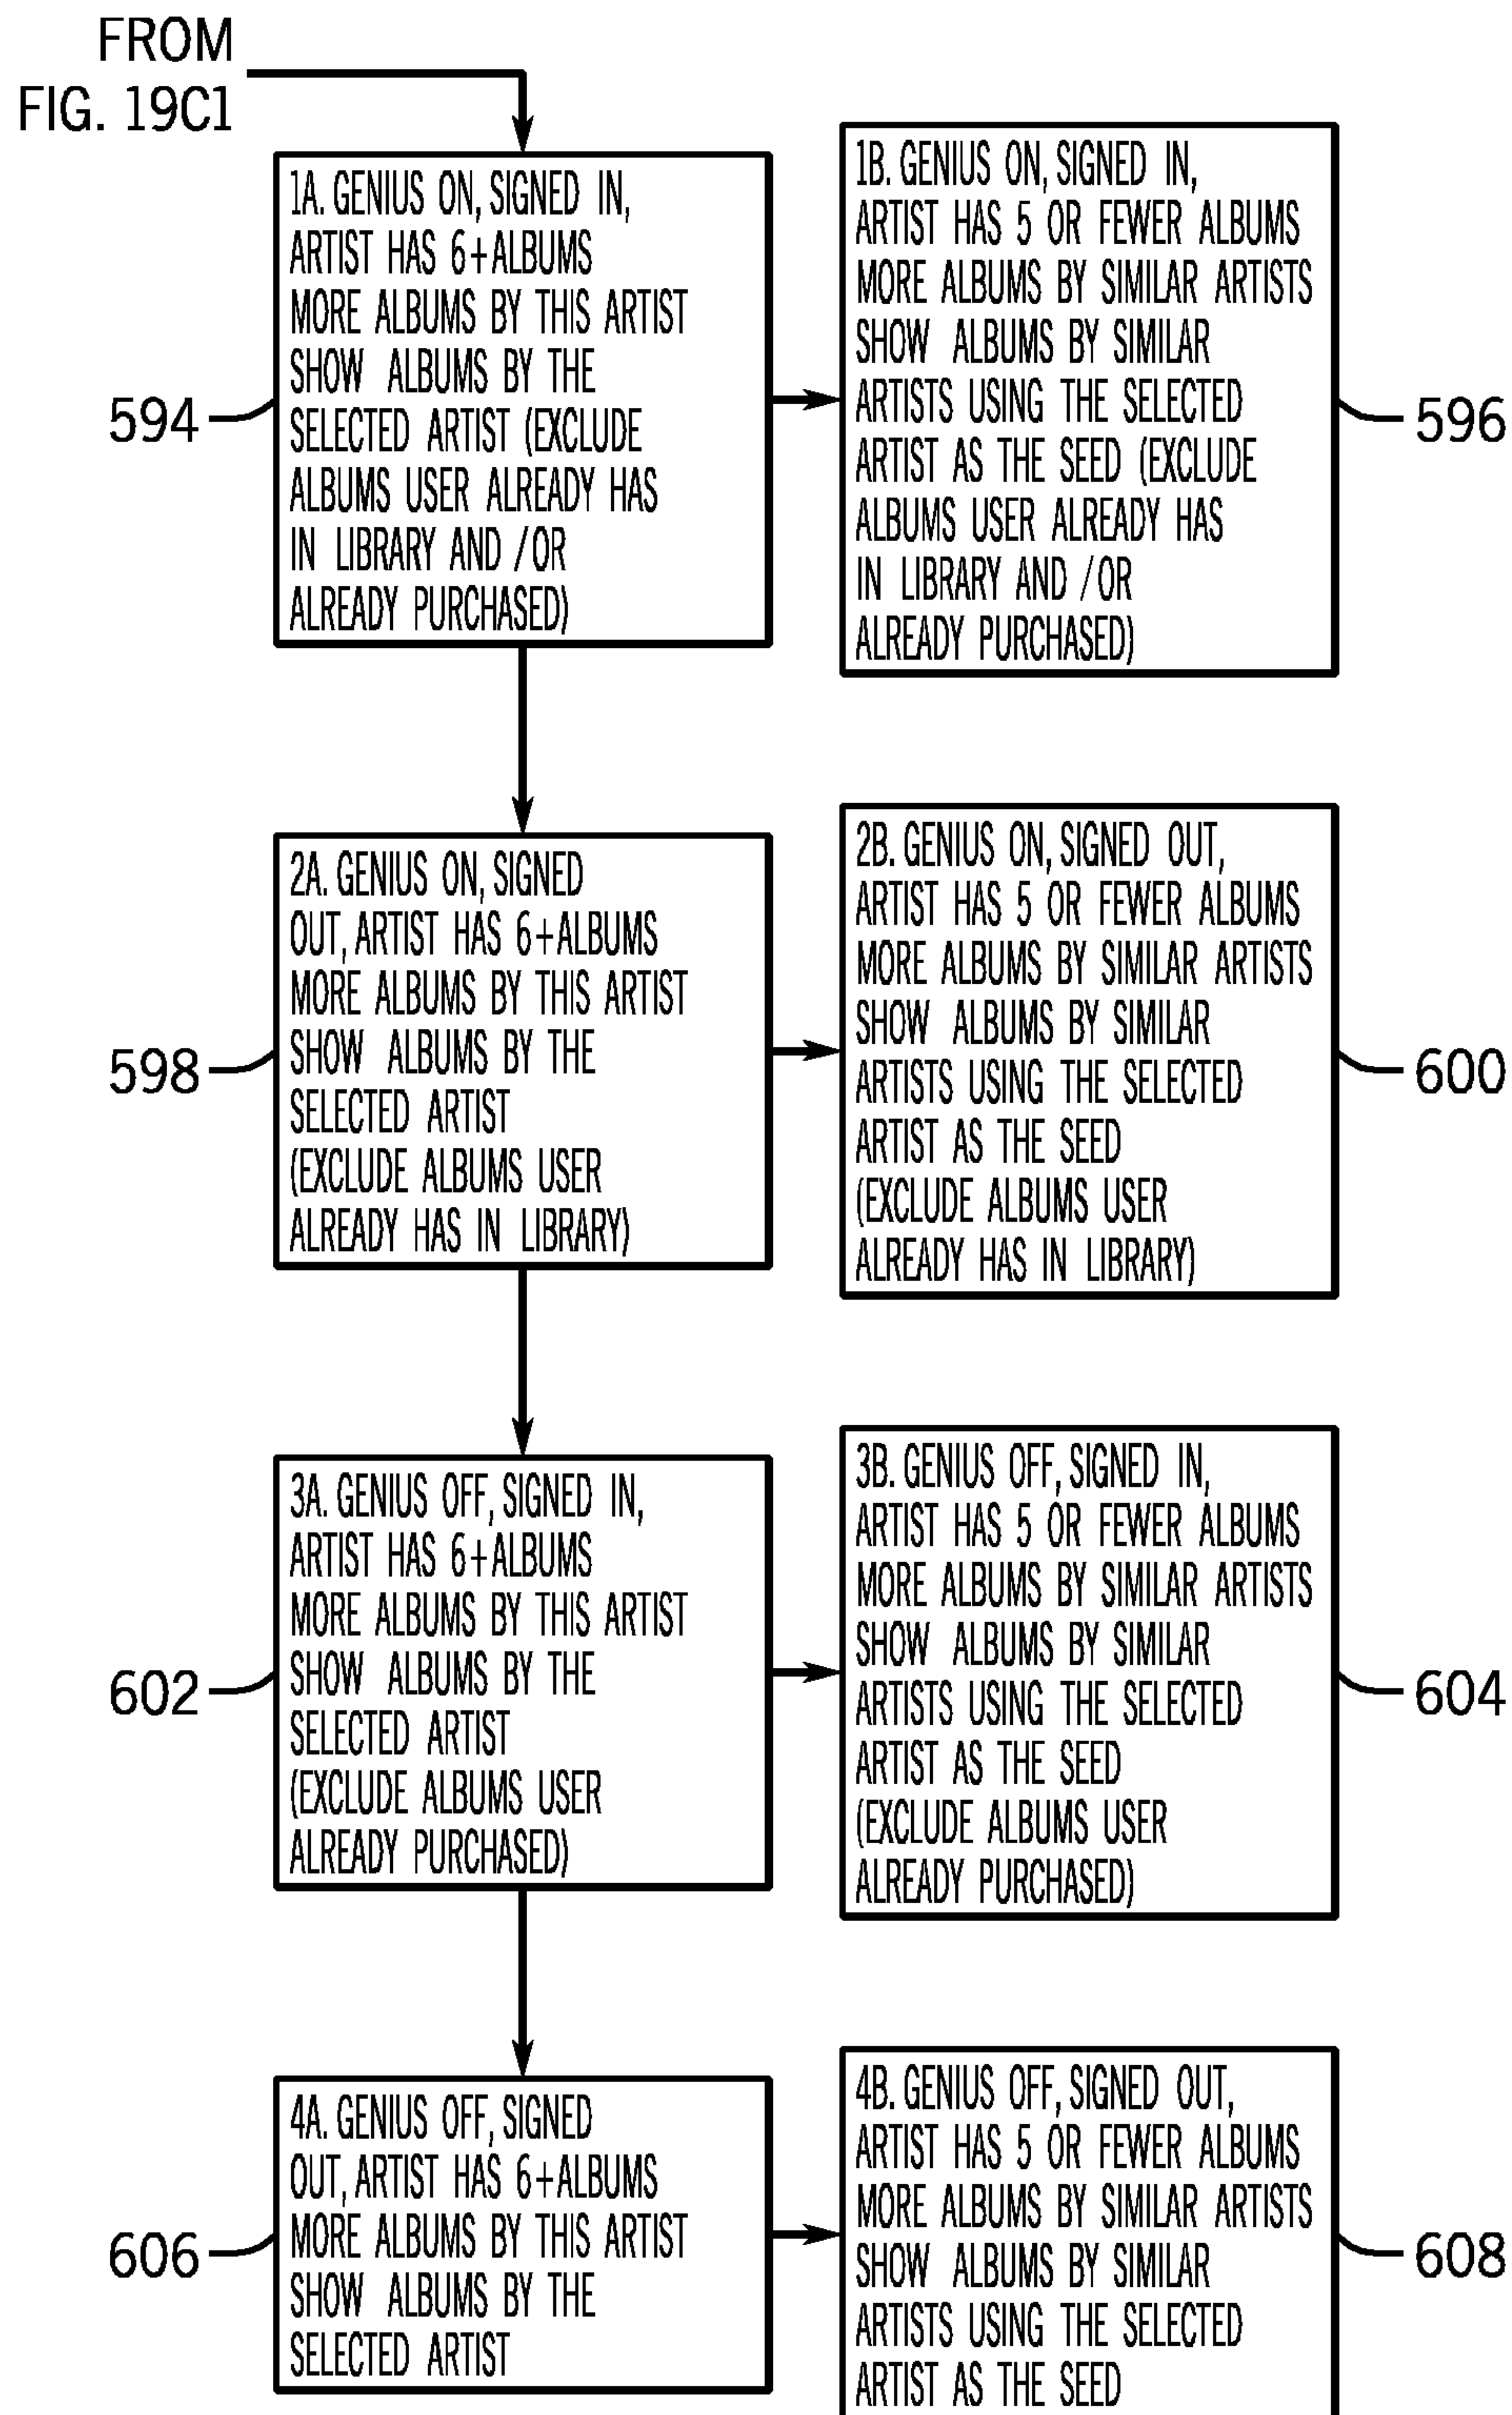 FROM
FIG. 19C1
1A. GENIUS ON, SIGNED IN,
ARTIST HAS 6+ALBUMS
MORE ALBUMS BY THIS ARTIST
SHOW ALBUMS BY THE
SELECTED ARTIST (EXCLUDE
ALBUMS USER ALREADY HAS
IN LIBRARY AND /OR
ALREADY PURCHASED)
594
1B. GENIUS ON, SIGNED IN,
ARTIST HAS 5 OR FEWER ALBUMS
MORE ALBUMS BY SIMILAR ARTISTS
SHOW ALBUMS BY SIMILAR
ARTISTS USING THE SELECTED
ARTIST AS THE SEED (EXCLUDE
ALBUMS USER ALREADY HAS
IN LIBRARY AND /OR
ALREADY PURCHASED)
596
2A. GENIUS ON, SIGNED
OUT, ARTIST HAS 6+ALBUMS
MORE ALBUMS BY THIS ARTIST
SHOW ALBUMS BY THE
SELECTED ARTIST
(EXCLUDE ALBUMS USER
ALREADY HAS IN LIBRARY)
598
2B. GENIUS ON, SIGNED OUT,
ARTIST HAS 5 OR FEWER ALBUMS
MORE ALBUMS BY SIMILAR ARTISTS
SHOW ALBUMS BY SIMILAR
ARTISTS USING THE SELECTED
ARTIST AS THE SEED
(EXCLUDE ALBUMS USER
ALREADY HAS IN LIBRARY)
600
3A. GENIUS OFF, SIGNED IN,
ARTIST HAS 6+ALBUMS
MORE ALBUMS BY THIS ARTIST
SHOW ALBUMS BY THE
SELECTED ARTIST
(EXCLUDE ALBUMS USER
ALREADY PURCHASED)
602
3B. GENIUS OFF, SIGNED IN,
ARTIST HAS 5 OR FEWER ALBUMS
MORE ALBUMS BY SIMILAR ARTISTS
SHOW ALBUMS BY SIMILAR
ARTISTS USING THE SELECTED
ARTIST AS THE SEED
(EXCLUDE ALBUMS USER
ALREADY PURCHASED)
604
4A. GENIUS OFF, SIGNED
OUT, ARTIST HAS 6+ALBUMS
MORE ALBUMS BY THIS ARTIST
SHOW ALBUMS BY THE
SELECTED ARTIST
606
4B. GENIUS OFF, SIGNED OUT,
ARTIST HAS 5 OR FEWER ALBUMS
MORE ALBUMS BY SIMILAR ARTISTS
SHOW ALBUMS BY SIMILAR
ARTISTS USING THE SELECTED
ARTIST AS THE SEED
608